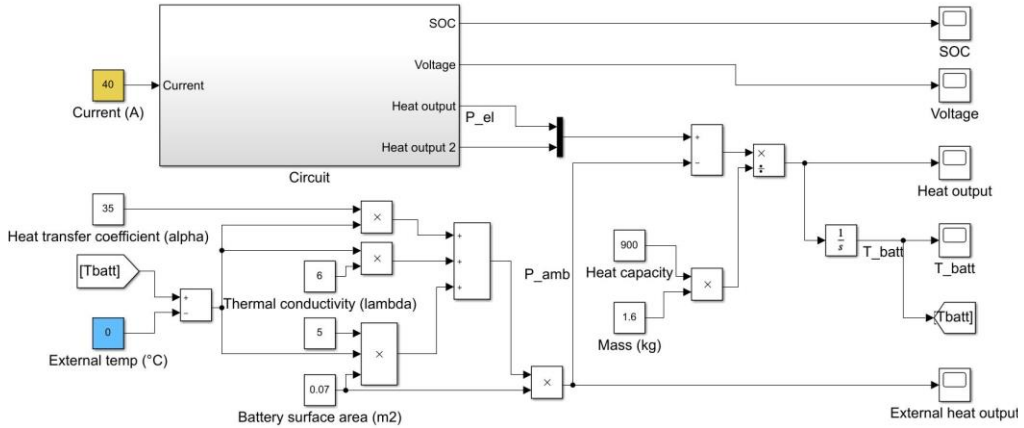 SOC
SOC
Voltage
Voltage
40
Current
Current (A)
Heat output
P_el
Heat output 2
Circuit
+
−
×
÷
Heat output
35
×
Heat transfer coefficient (alpha)
+
+
+
×
6
Thermal conductivity (lambda)
[Tbatt]
+
−
0
External temp (°C)
5
×
0.07
Battery surface area (m2)
×
P_amb
900
Heat capacity
×
1.6
Mass (kg)
1
s
T_batt
T_batt
[Tbatt]
External heat output